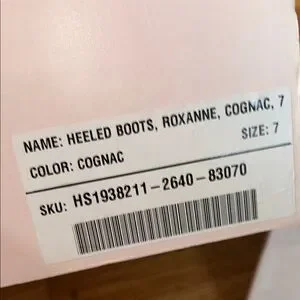 NAME: HEELED BOOTS, ROXANNE, COGNAC, 7
COLOR: COGNAC
SIZE: 7
SKU: HS1938211-2640-83070